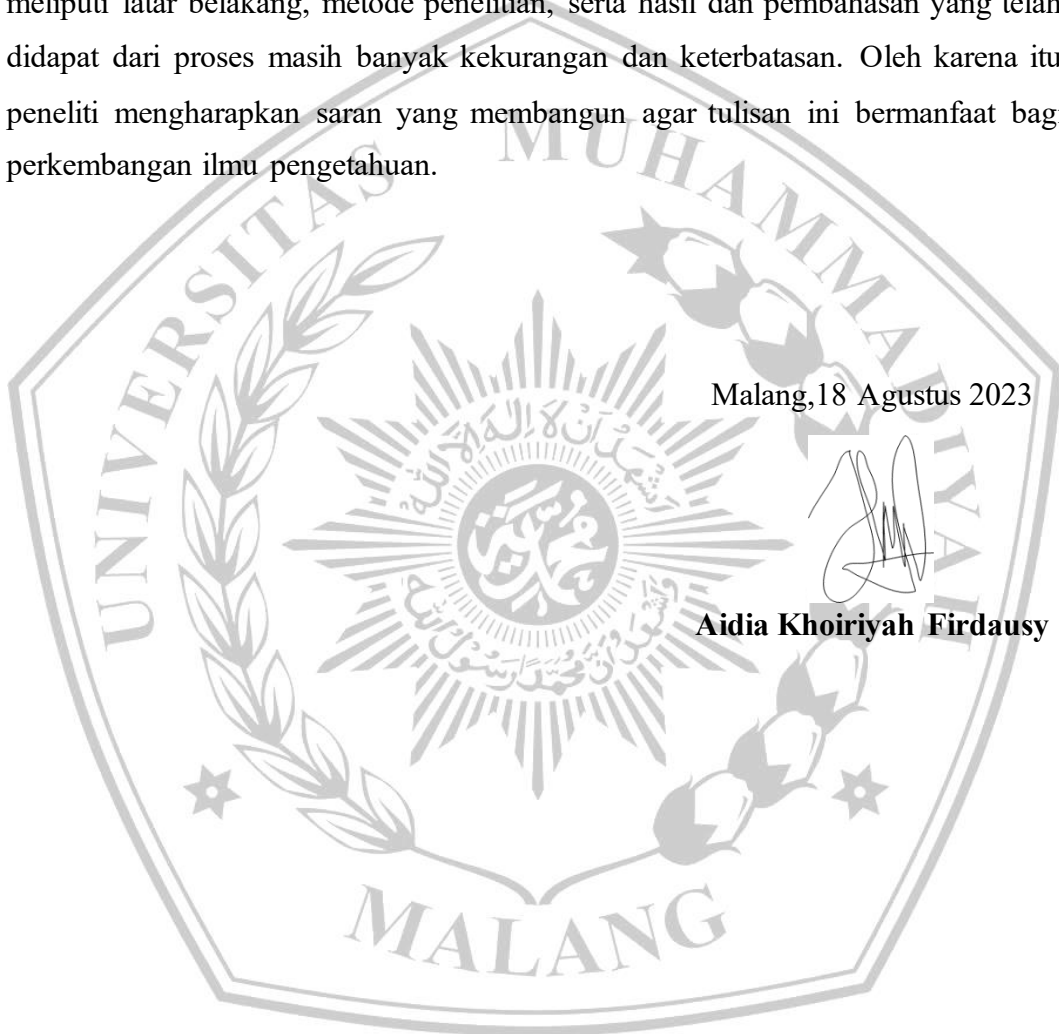 meliputi latar belakang, metode penelitian, serta hasil dan pembahasan yang telah
didapat dari proses masih banyak kekurangan dan keterbatasan. Oleh karena itu
peneliti mengharapkan saran yang membangun agar tulisan ini bermanfaat bagi
perkembangan ilmu pengetahuan.
UNIVERSITAS MUHAMMADIYAH
Malang,18 Agustus 2023
Aidia Khoiriyah Firdausy
MALANG